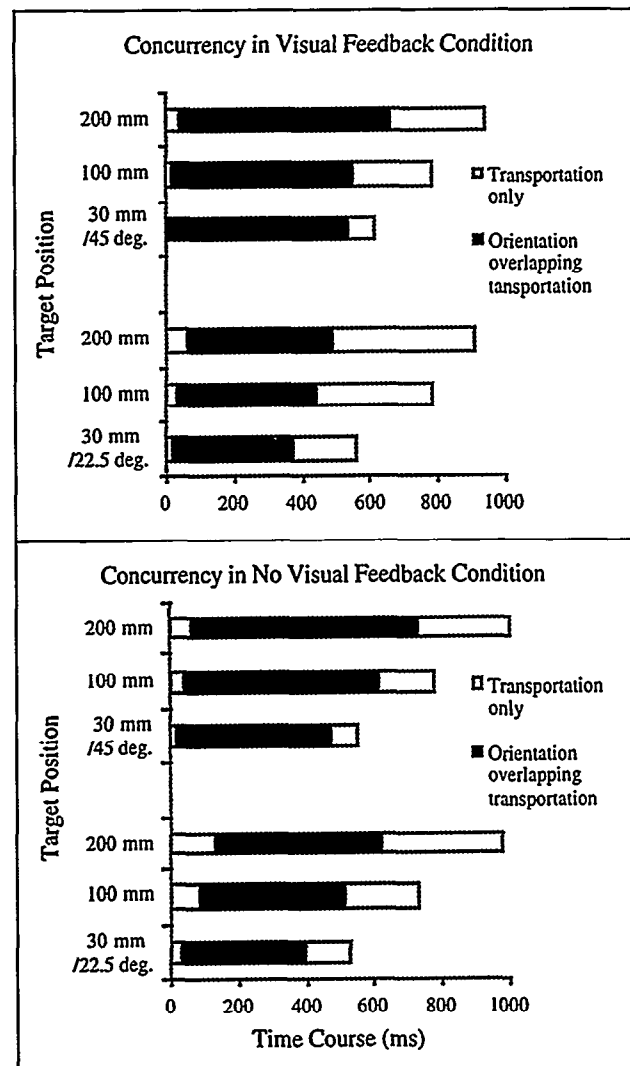 Concurrency in Visual Feedback Condition
Target Position
200 mm
100 mm
30 mm
/45 deg.
200 mm
100 mm
30 mm
/22.5 deg.
0 200 400 600 800 1000
Transportation
only
Orientation
overlapping
tansportation
Concurrency in No Visual Feedback Condition
Target Position
200 mm
100 mm
30 mm
/45 deg.
200 mm
100 mm
30 mm
/22.5 deg.
0 200 400 600 800 1000
Time Course (ms)
Transportation
only
Orientation
overlapping
transportation